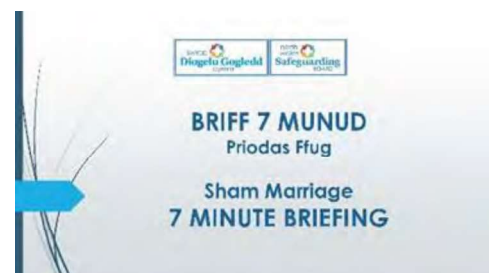 Diogelu Gogledd
Safeguarding
BRIFF 7 MUNUD
Priodas Ffug
Sham Marriage
7 MINUTE BRIEFING